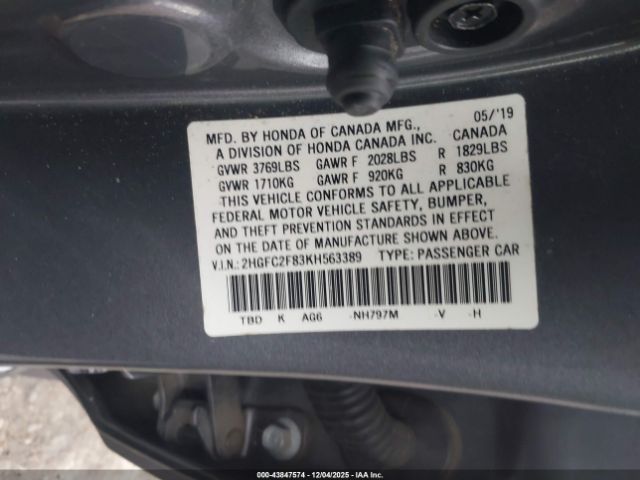 05/'19
MFD. BY HONDA OF CANADA MFG.,
A DIVISION OF HONDA CANADA INC. CANADA
GVWR 3769LBS GAWR F 2028LBS R 1829LBS
GVWR 1710KG GAWR F 920KG R 830KG
THIS VEHICLE CONFORMS TO ALL APPLICABLE
FEDERAL MOTOR VEHICLE SAFETY, BUMPER,
AND THEFT PREVENTION STANDARDS IN EFFECT
ON THE DATE OF MANUFACTURE SHOWN ABOVE.
V.I.N.: 2HGFC2F83KH563389 TYPE: PASSENGER CAR
TBD K AG6 -NH797M -V -H
000-43847574 | 12/04/2025 | IAA Inc.